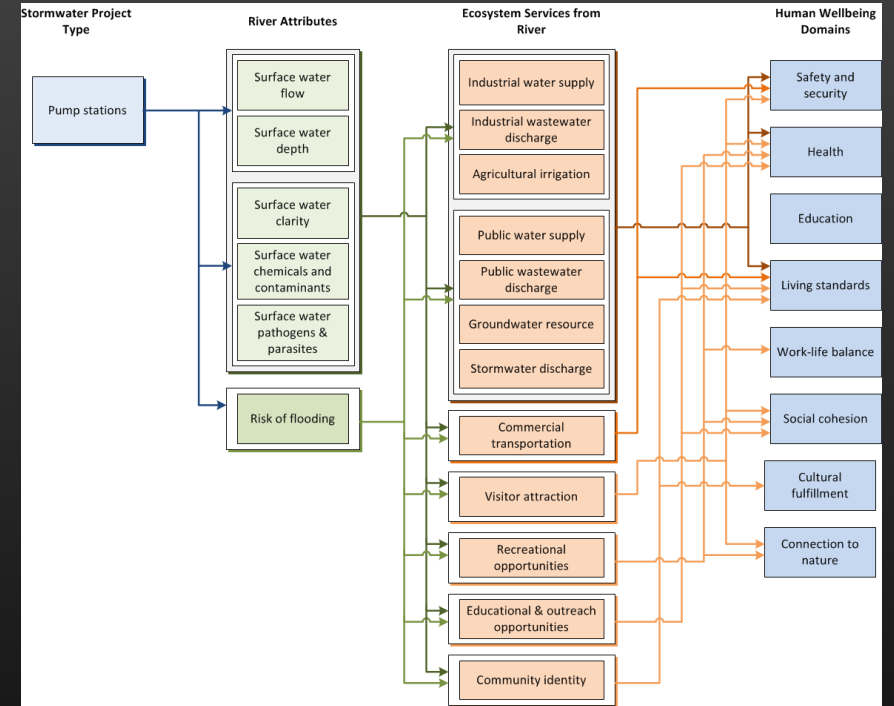 Stormwater Project
Type
River Attributes
Ecosystem Services from
River
Human Wellbeing
Domains
Pump stations
Surface water
flow
Surface water
depth
Surface water
clarity
Surface water
chemicals and
contaminants
Surface water
pathogens &
parasites
Risk of flooding
Industrial water supply
Industrial wastewater
discharge
Agricultural irrigation
Public water supply
Public wastewater
discharge
Groundwater resource
Stormwater discharge
Commercial
transportation
Visitor attraction
Recreational
opportunities
Educational & outreach
opportunities
Community identity
Safety and
security
Health
Education
Living standards
Work-life balance
Social cohesion
Cultural
fulfillment
Connection to
nature